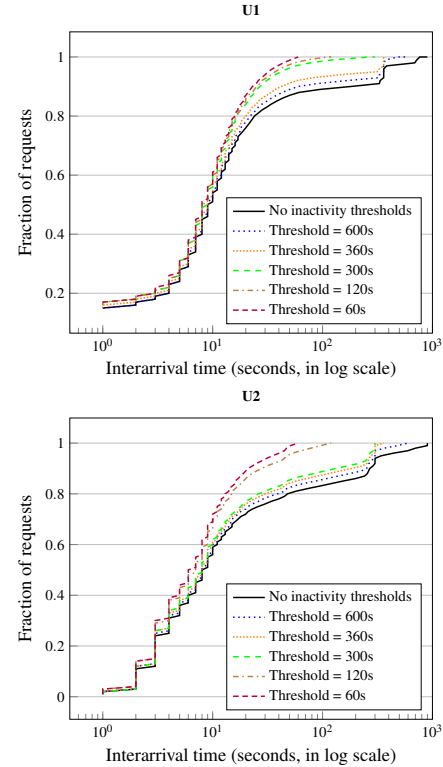 U1
1
0.8
0.6
0.4
0.2
Fraction of requests
No inactivity thresholds
Threshold = 600s
Threshold = 360s
Threshold = 300s
Threshold = 120s
Threshold = 60s
10^0
10^1
10^2
10^3
Interarrival time (seconds, in log scale)
U2
1
0.8
0.6
0.4
0.2
0
Fraction of requests
No inactivity thresholds
Threshold = 600s
Threshold = 360s
Threshold = 300s
Threshold = 120s
Threshold = 60s
10^0
10^1
10^2
10^3
Interarrival time (seconds, in log scale)